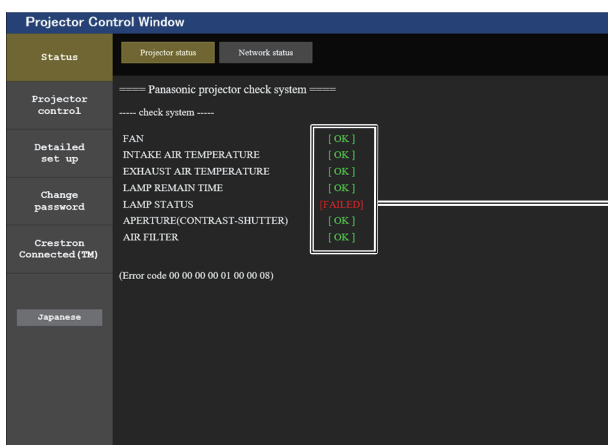 Projector Control Window
Status
Projector status
Network status
==== Panasonic projector check system ====
Projector
control
----- check system -----
FAN [ OK ]
Detailed
set up
INTAKE AIR TEMPERATURE [ OK ]
EXHAUST AIR TEMPERATURE [ OK ]
LAMP REMAIN TIME [ OK ]
Change
password
LAMP STATUS [FAILED]
APERTURE(CONTRAST-SHUTTER) [ OK ]
AIR FILTER [ OK ]
Crestron
Connected(TM)
(Error code 00 00 00 00 01 00 00 08)
Japanese